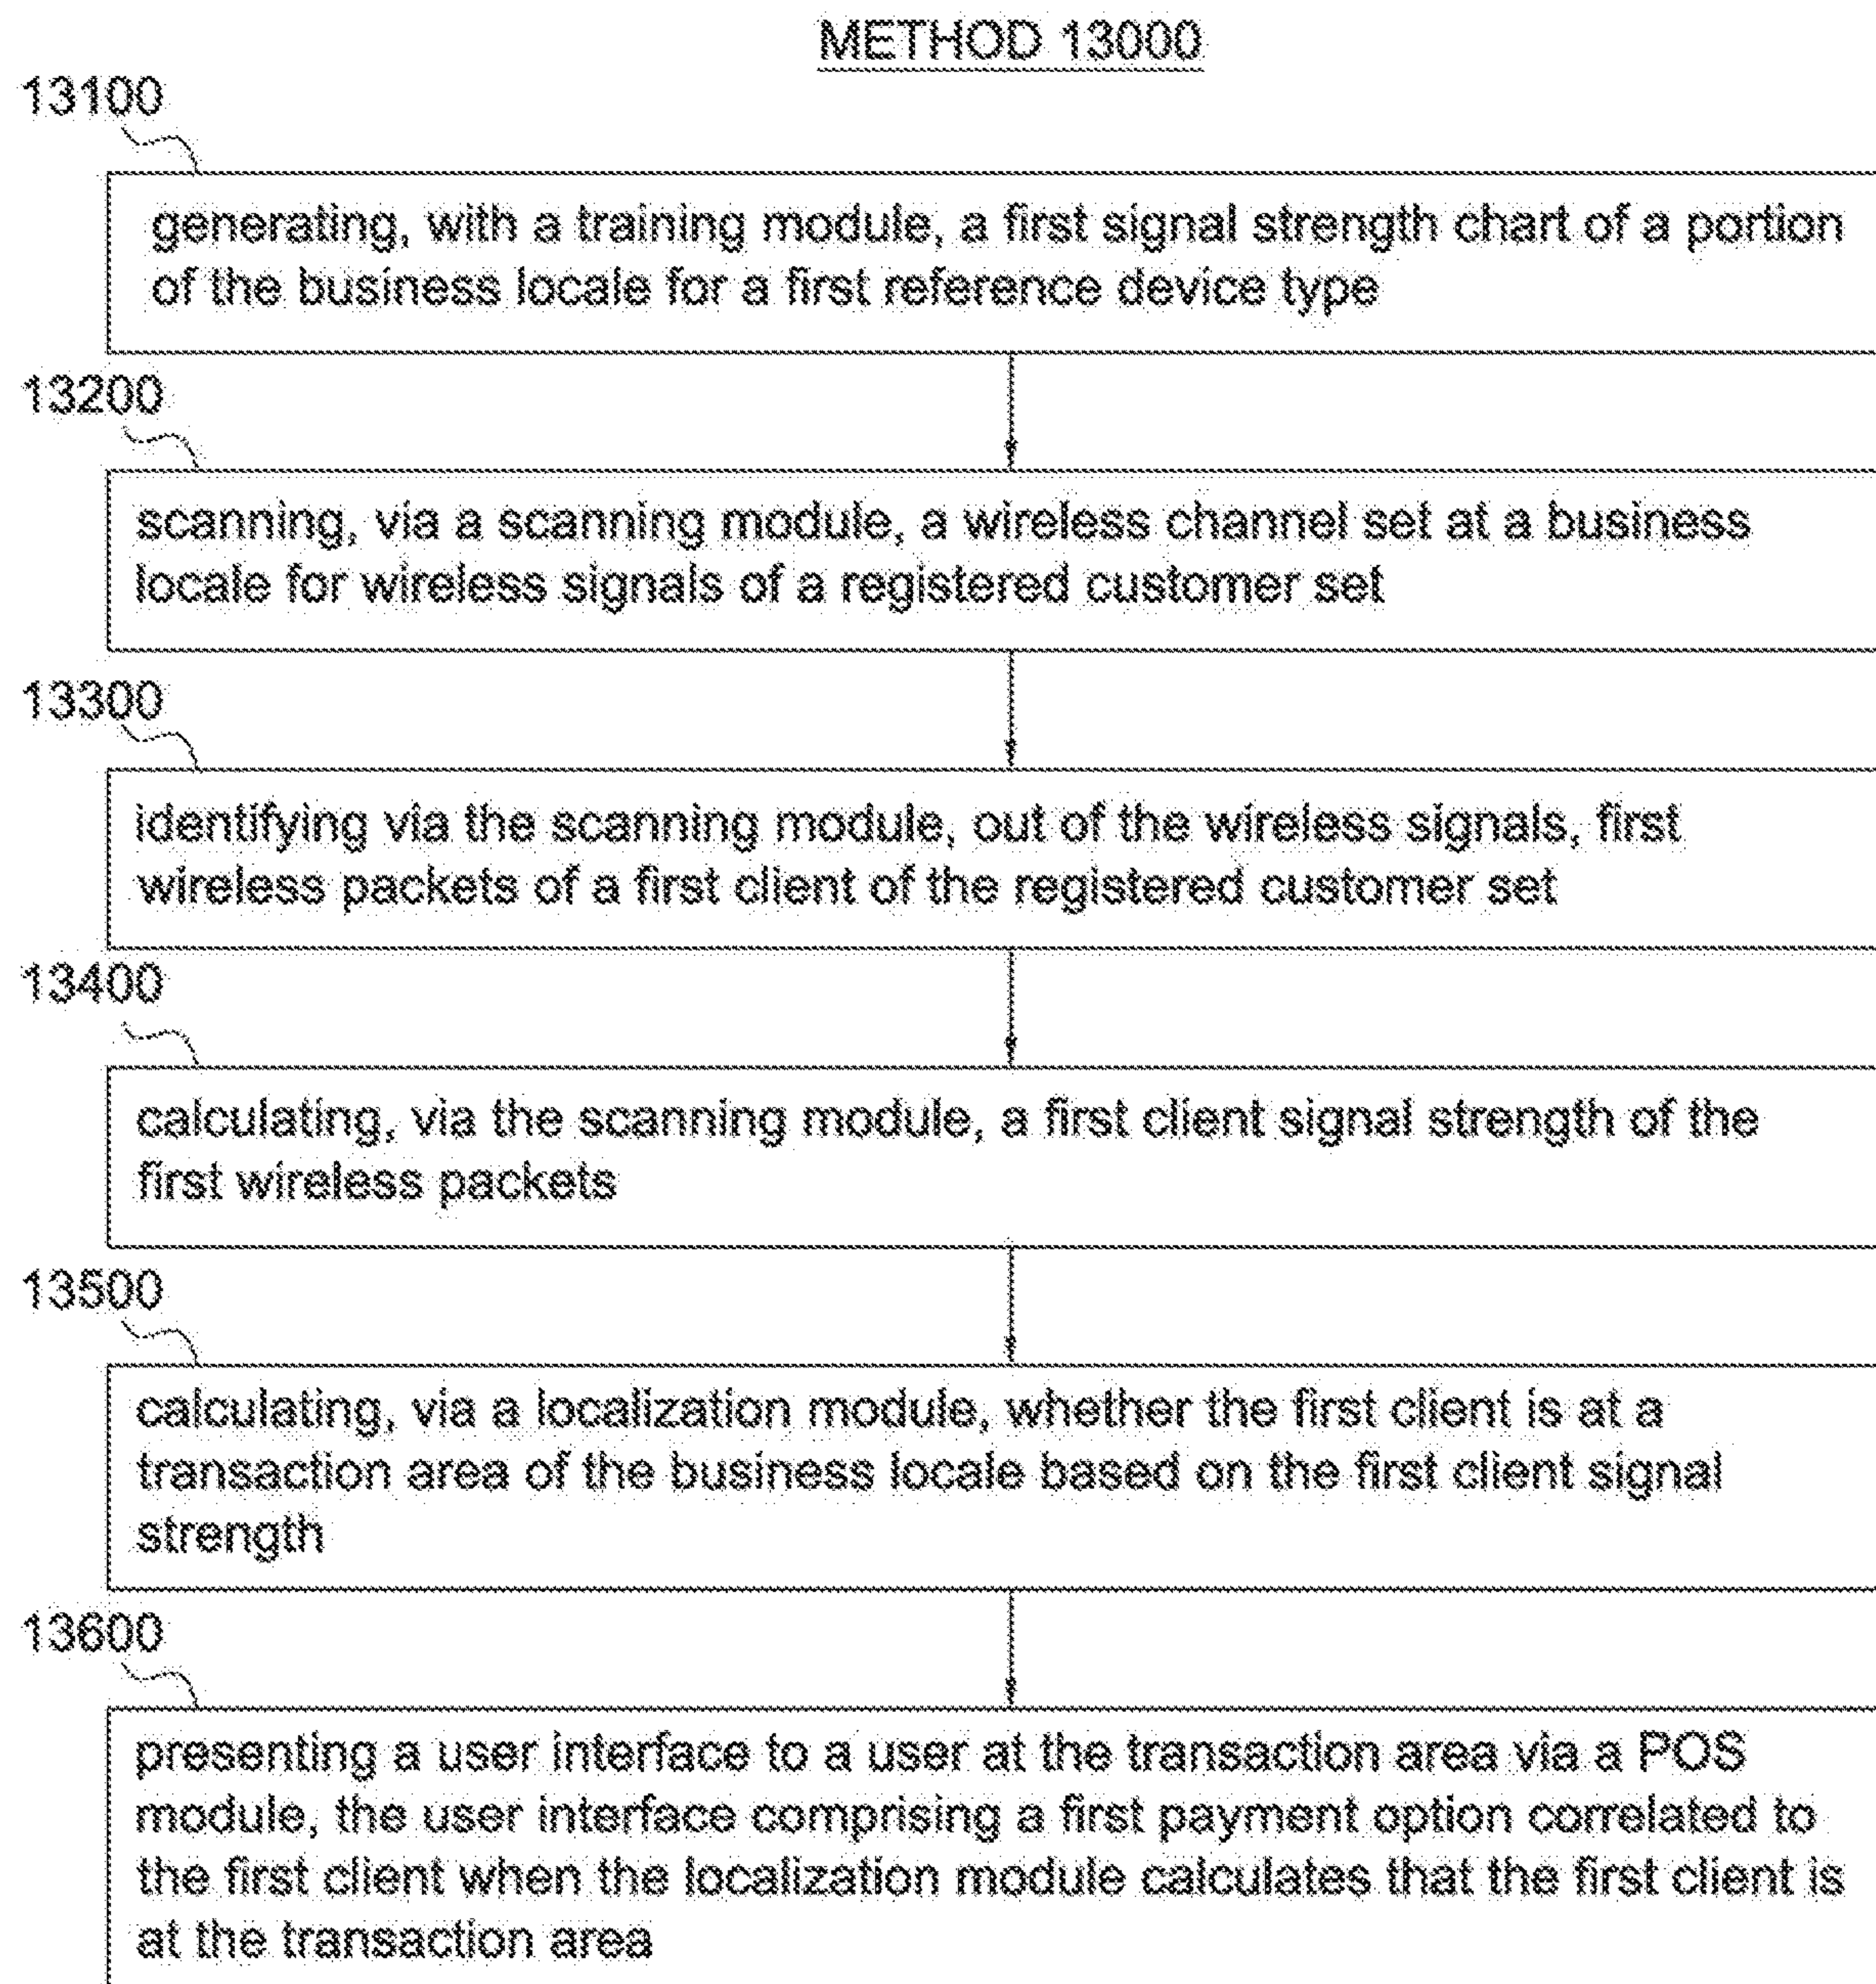 METHOD 13000
13100
generating, with a training module, a first signal strength chart of a portion
of the business locale for a first reference device type
13200
scanning, via a scanning module, a wireless channel set at a business
locale for wireless signals of a registered customer set
13300
identifying via the scanning module, out of the wireless signals, first
wireless packets of a first client of the registered customer set
13400
calculating, via the scanning module, a first client signal strength of the
first wireless packets
13500
calculating, via a localization module, whether the first client is at a
transaction area of the business locale based on the first client signal
strength
13600
presenting a user interface to a user at the transaction area via a POS
module, the user interface comprising a first payment option correlated to
the first client when the localization module calculates that the first client is
at the transaction area